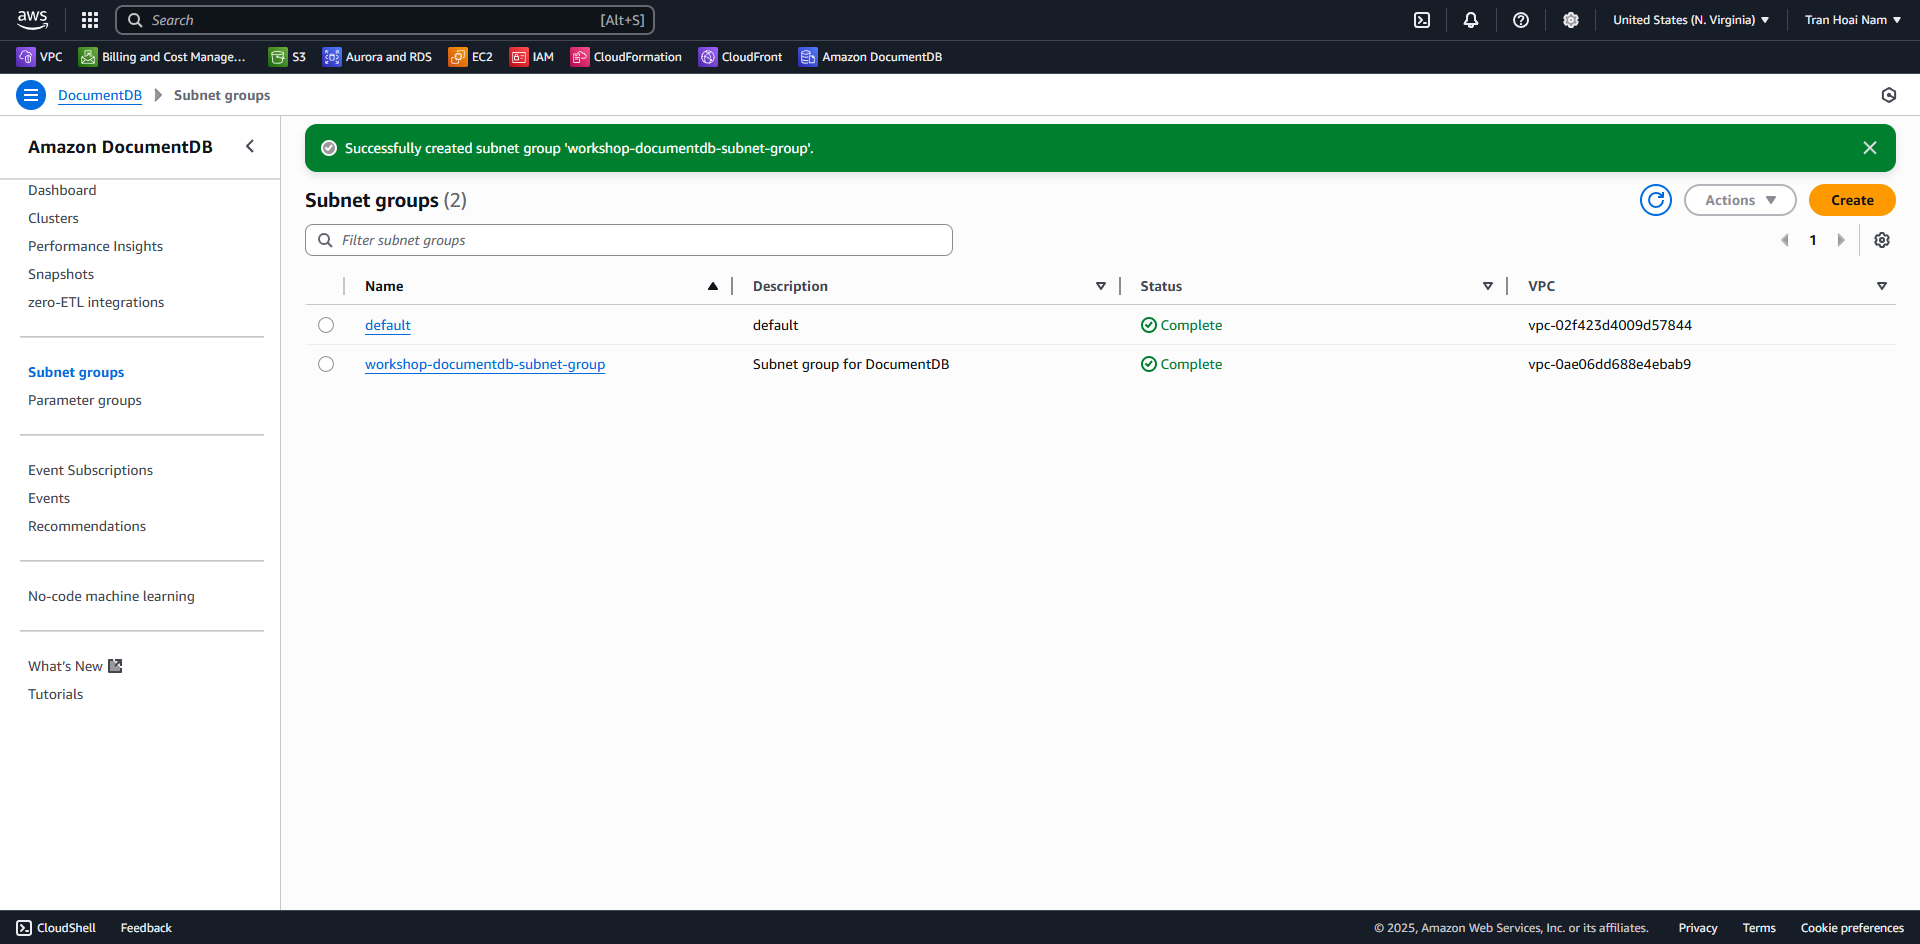 aws
Search [Alt+S]
United States (N. Virginia) Tran Hoai Nam
VPC Billing and Cost Manage... S3 Aurora and RDS EC2 IAM CloudFormation CloudFront Amazon DocumentDB
DocumentDB Subnet groups
Amazon DocumentDB
Dashboard
Clusters
Performance Insights
Snapshots
zero-ETL integrations
Subnet groups
Parameter groups
Event Subscriptions
Events
Recommendations
No-code machine learning
What's New
Tutorials
Successfully created subnet group 'workshop-documentdb-subnet-group'.
Subnet groups (2)
Actions Create
Filter subnet groups
1
Name Description Status VPC
default default Complete vpc-02f423d4009d57844
workshop-documentdb-subnet-group Subnet group for DocumentDB Complete vpc-0ae06dd688e4ebab9
CloudShell Feedback © 2025, Amazon Web Services, Inc. or its affiliates. Privacy Terms Cookie preferences